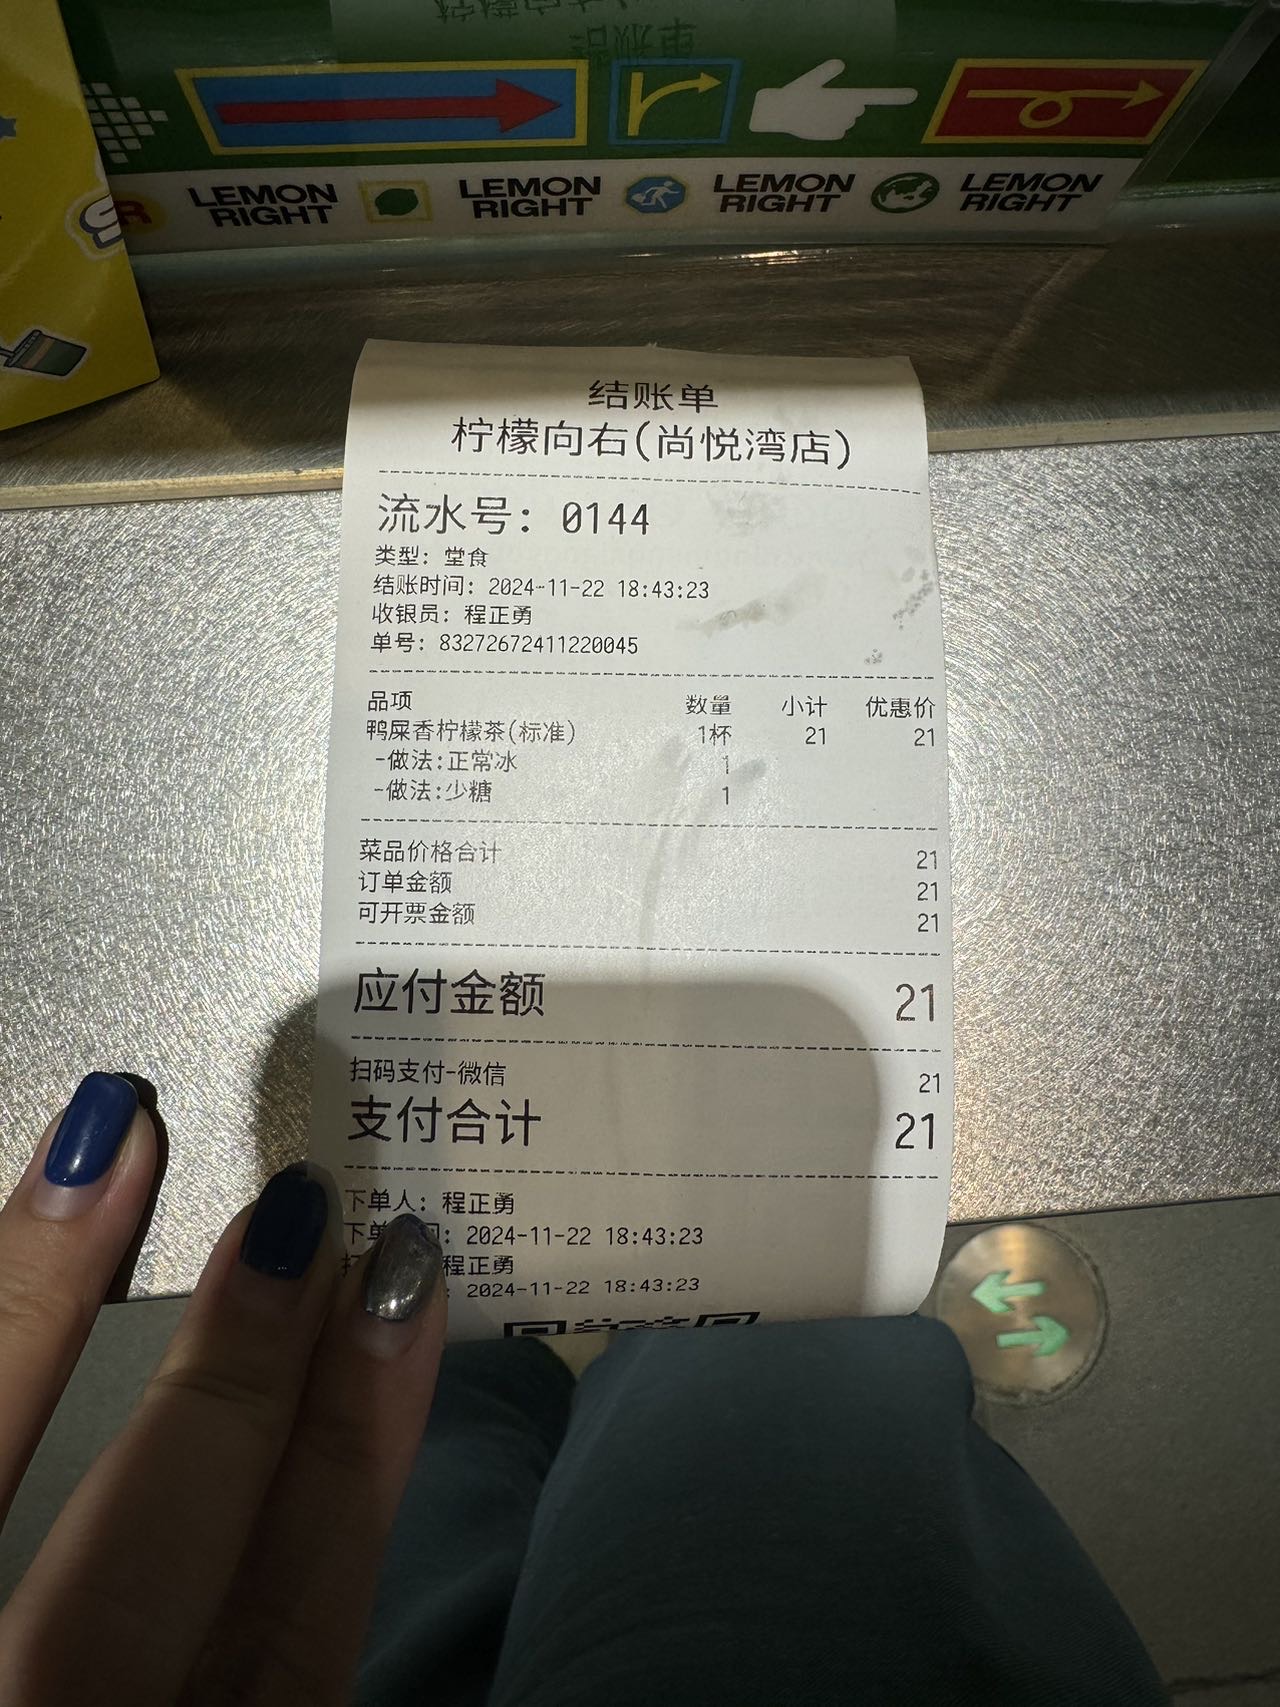 LEMON RIGHT LEMON RIGHT LEMON RIGHT LEMON RIGHT
结账单
柠檬向右(尚悦湾店)
流水号: 0144
类型: 堂食
结账时间: 2024-11-22 18:43:23
收银员: 程正勇
单号: 83272672411220045
品项 数量 小计 优惠价
鸭屎香柠檬茶(标准) 1杯 21 21
-做法:正常冰 1
-做法:少糖 1
菜品价格合计 21
订单金额 21
可开票金额 21
应付金额 21
扫码支付-微信 21
支付合计 21
下单人: 程正勇
下单 : 2024-11-22 18:43:23
程正勇
: 2024-11-22 18:43:23